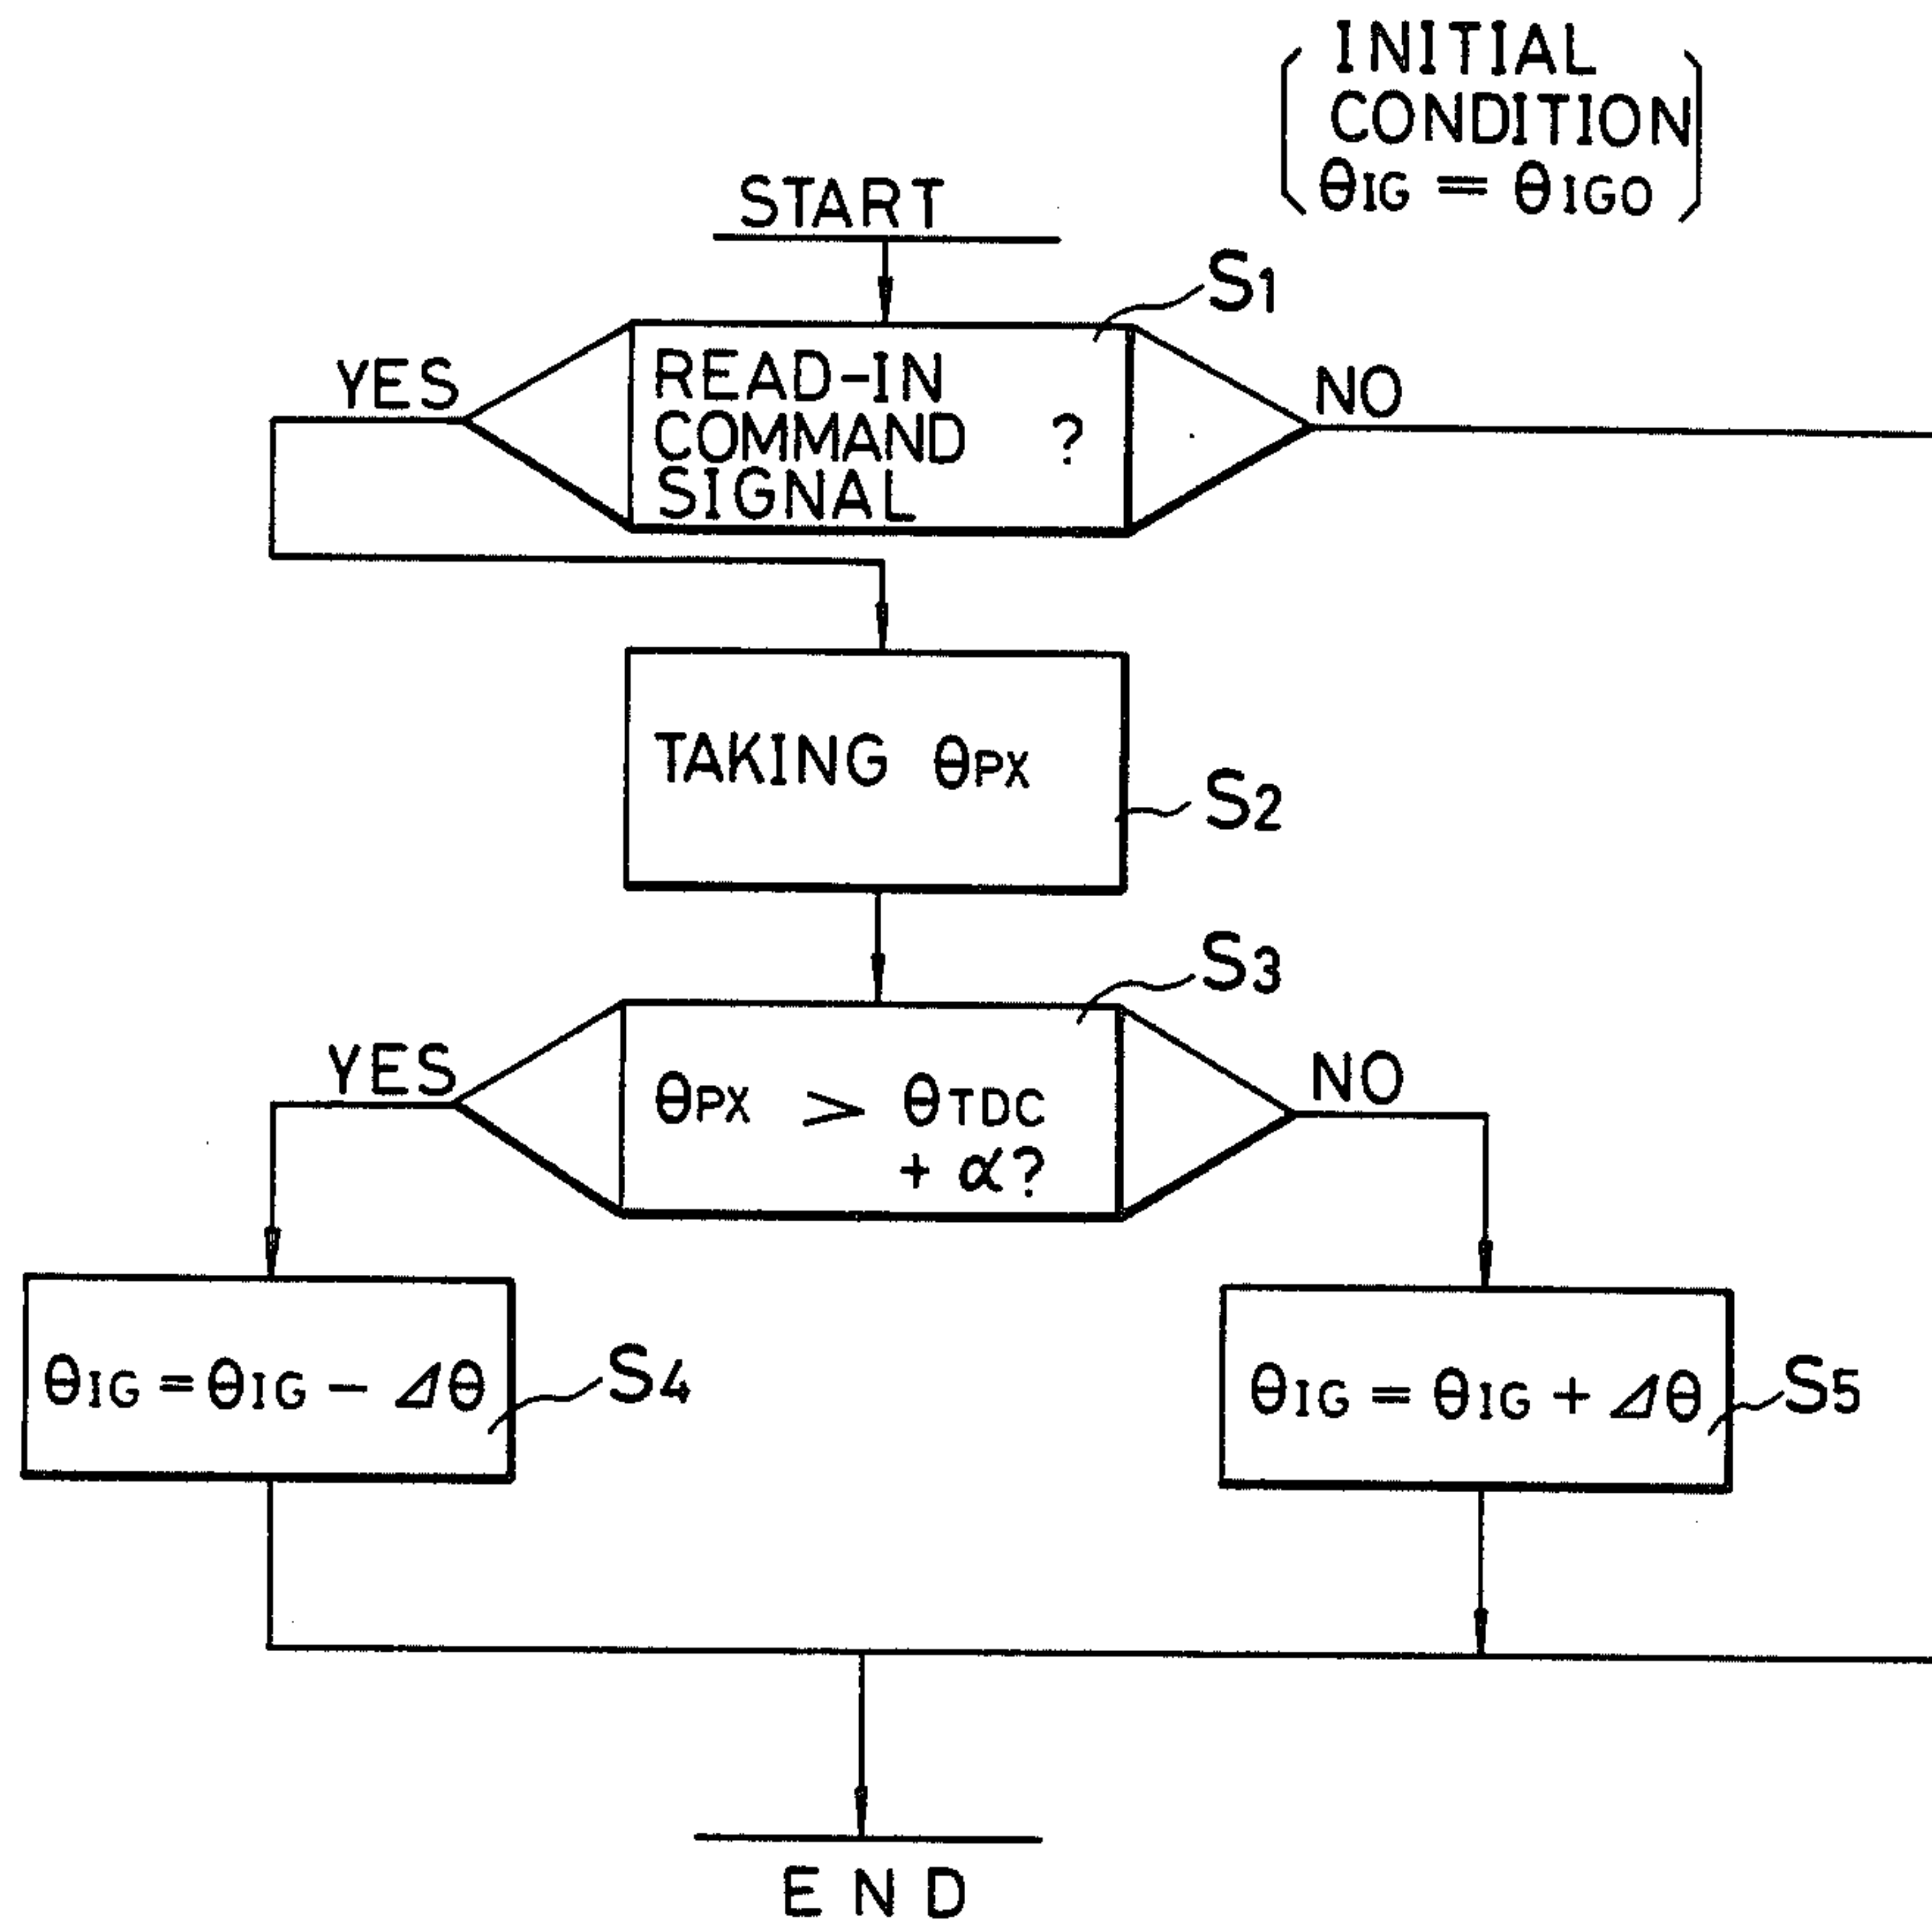 INITIAL
CONDITION
θIG = θIGO
START
S1
YES
READ-IN
COMMAND ?
SIGNAL
NO
TAKING θPX
S2
S3
YES
θPX > θTDC
+ α?
NO
θIG = θIG - Δθ
S4
θIG = θIG + Δθ
S5
END